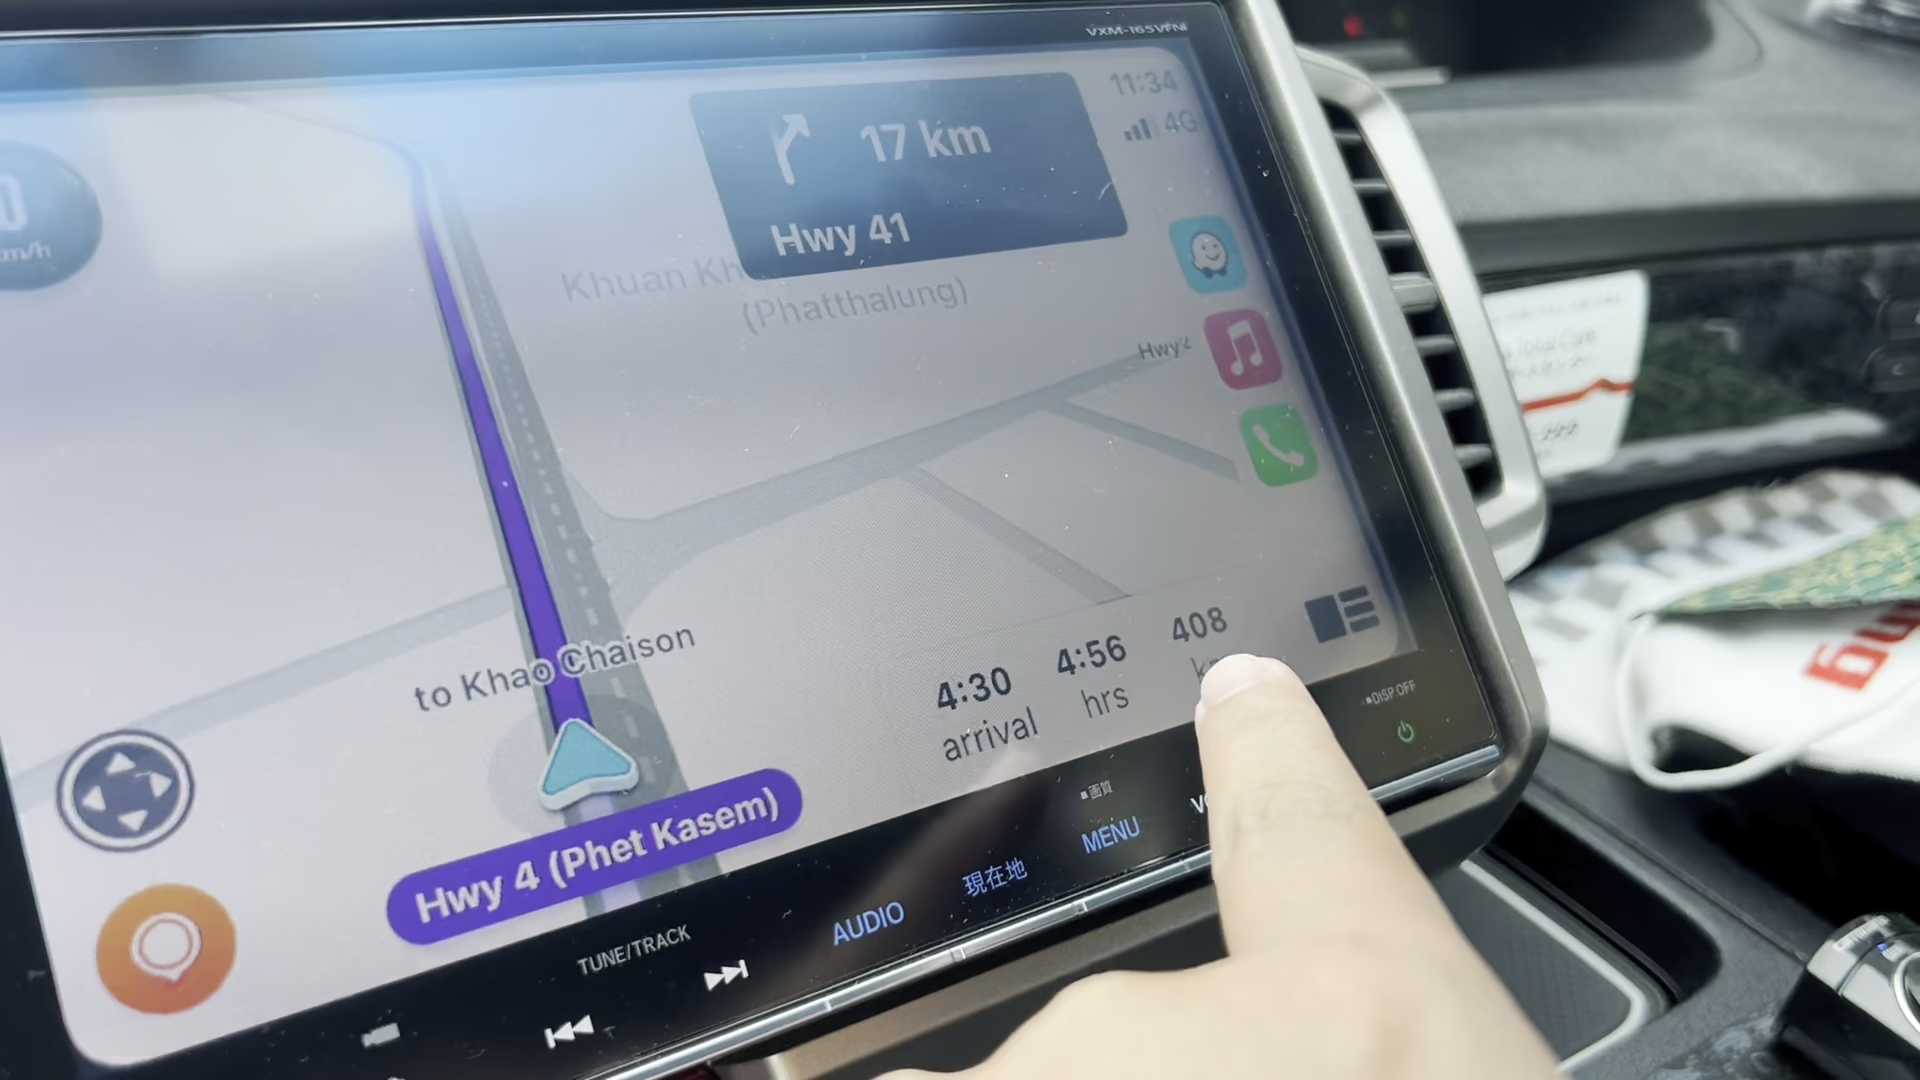 VXM-165VFNi
11:34
4G
17 km
Hwy 41
0
km/h
Khuan Kh
(Phatthalung)
Hwy 4
to Khao Chaison
4:30
arrival
4:56
hrs
408
Hwy 4 (Phet Kasem)
DISP OFF
画質
MENU
現在地
AUDIO
TUNE/TRACK